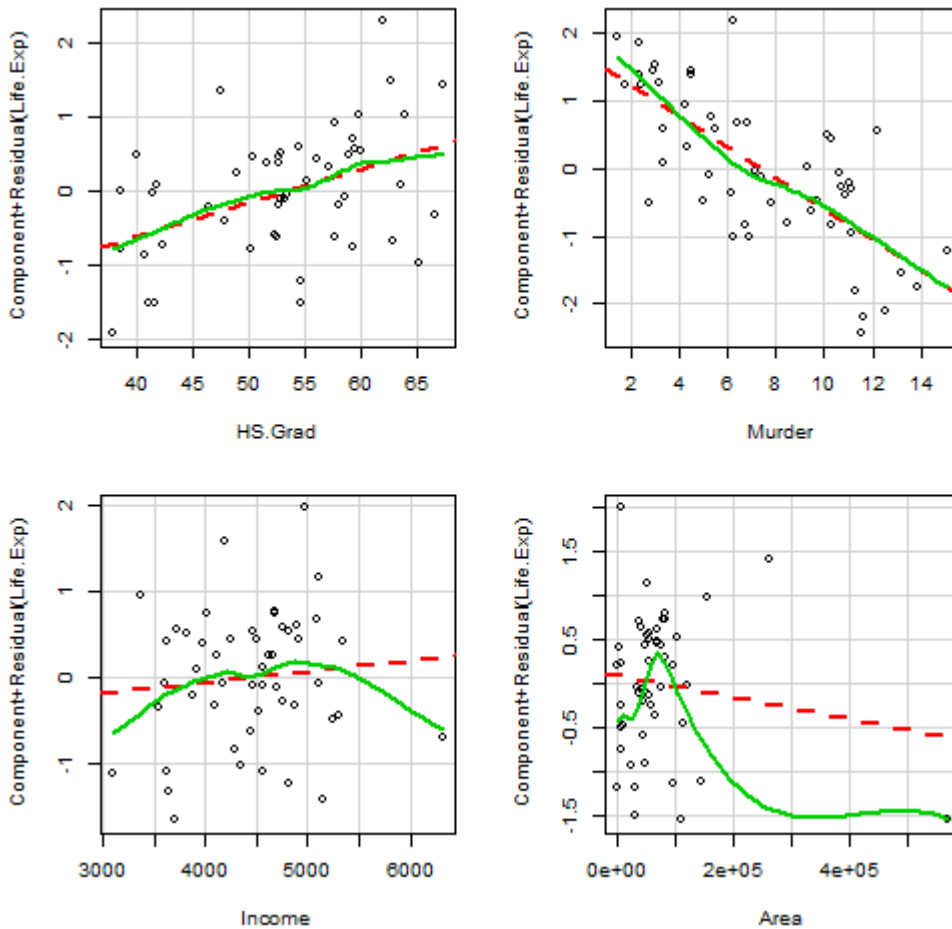 Component+Residual(Life.Exp)
2
1
0
-1
-2
40 45 50 55 60 65
HS.Grad
Component+Residual(Life.Exp)
2
1
0
-1
-2
2 4 6 8 10 12 14
Murder
Component+Residual(Life.Exp)
2
1
0
-1
3000 4000 5000 6000
Income
Component+Residual(Life.Exp)
1.5
0.5
-0.5
-1.5
0e+00 2e+05 4e+05
Area